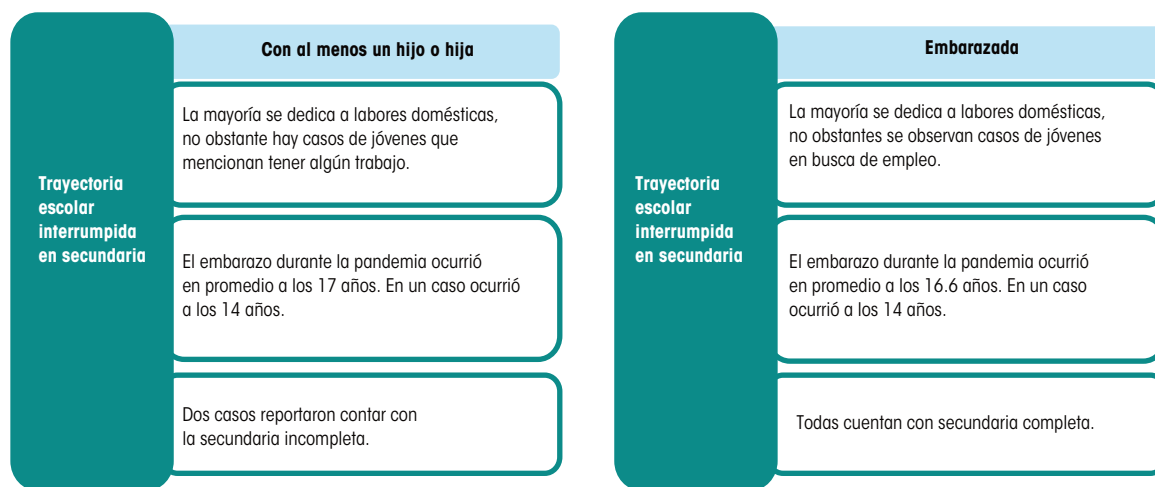 Con al menos un hijo o hija
Trayectoria
escolar
interrumpida
en secundaria
La mayoría se dedica a labores domésticas,
no obstante hay casos de jóvenes que
mencionan tener algún trabajo.
El embarazo durante la pandemia ocurrió
en promedio a los 17 años. En un caso ocurrió
a los 14 años.
Dos casos reportaron contar con
la secundaria incompleta.
Embarazada
Trayectoria
escolar
interrumpida
en secundaria
La mayoría se dedica a labores domésticas,
no obstantes se observan casos de jóvenes
en busca de empleo.
El embarazo durante la pandemia ocurrió
en promedio a los 16.6 años. En un caso
ocurrió a los 14 años.
Todas cuentan con secundaria completa.